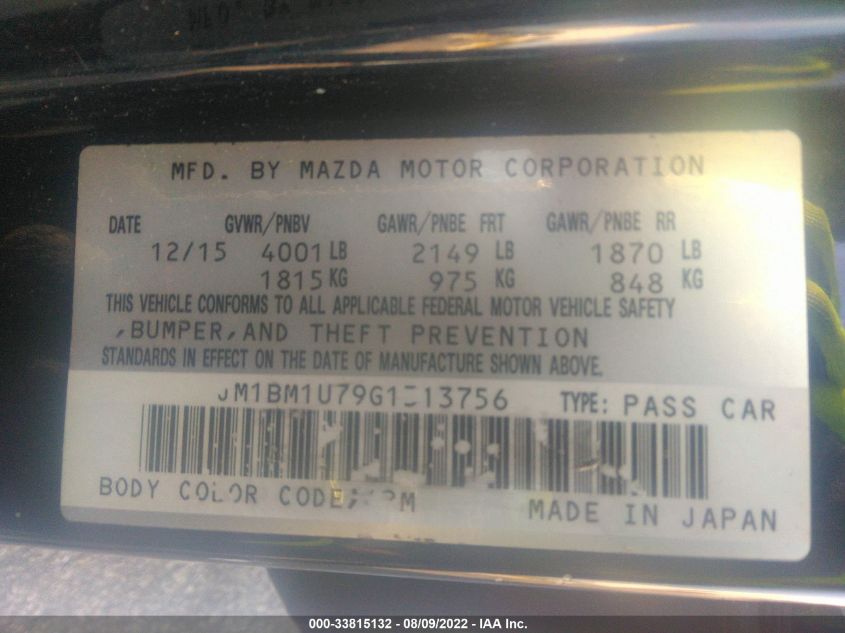 MFD. BY MAZDA MOTOR CORPORATION
DATE GVWR/PNBV GAWR/PNBE FRT GAWR/PNBE RR
12/15 4001 LB 2149 LB 1870 LB
1815 KG 975 KG 848 KG
THIS VEHICLE CONFORMS TO ALL APPLICABLE FEDERAL MOTOR VEHICLE SAFETY
,BUMPER,AND THEFT PREVENTION
STANDARDS IN EFFECT ON THE DATE OF MANUFACTURE SHOWN ABOVE.
TYPE: PASS CAR
BODY COLOR CODE:
MADE IN JAPAN
000-33815132 - 08/09/2022 - IAA Inc.